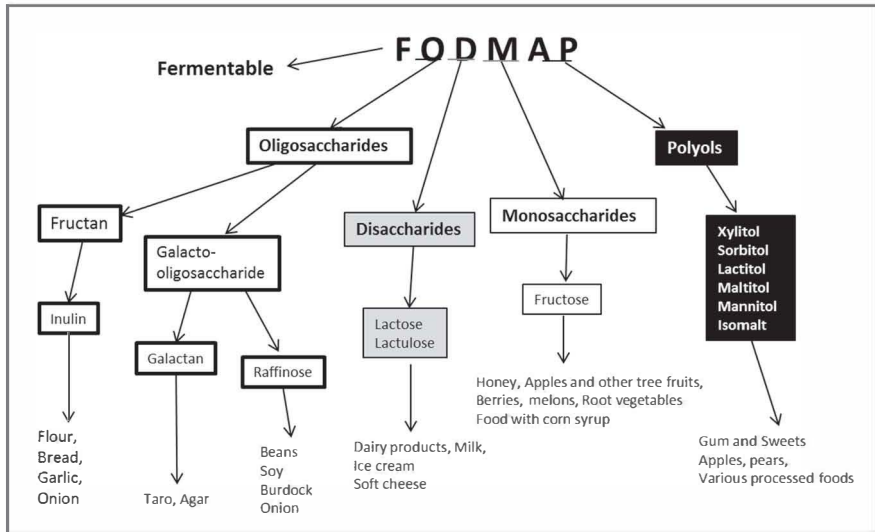 FODMAP
Fermentable
Oligosaccharides
Polyols
Fructan
Galacto-
oligosaccharide
Disaccharides
Monosaccharides
Xylitol
Sorbitol
Lactitol
Maltitol
Mannitol
Isomalt
Inulin
Galactan
Raffinose
Lactose
Lactulose
Fructose
Flour,
Bread,
Garlic,
Onion
Taro, Agar
Beans
Soy
Burdock
Onion
Dairy products, Milk,
Ice cream
Soft cheese
Honey, Apples and other tree fruits,
Berries, melons, Root vegetables
Food with corn syrup
Gum and Sweets
Apples, pears,
Various processed foods